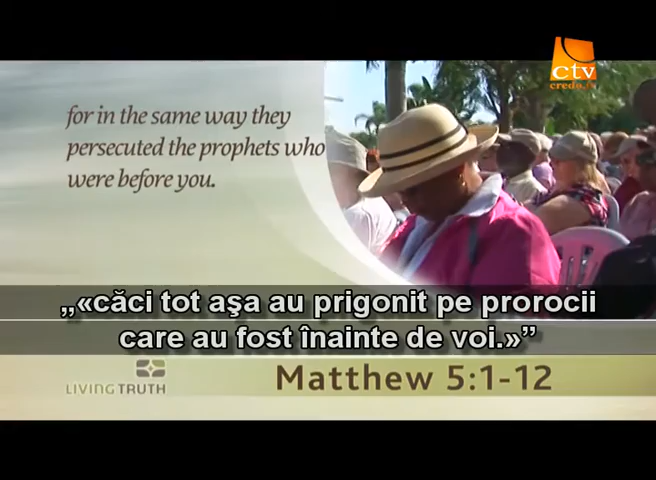 ctv
credo.tv
for in the same way they
persecuted the prophets who
were before you.
„«căci tot aşa au prigonit pe prorocii
care au fost înainte de voi.»”
LIVING TRUTH
Matthew 5:1-12